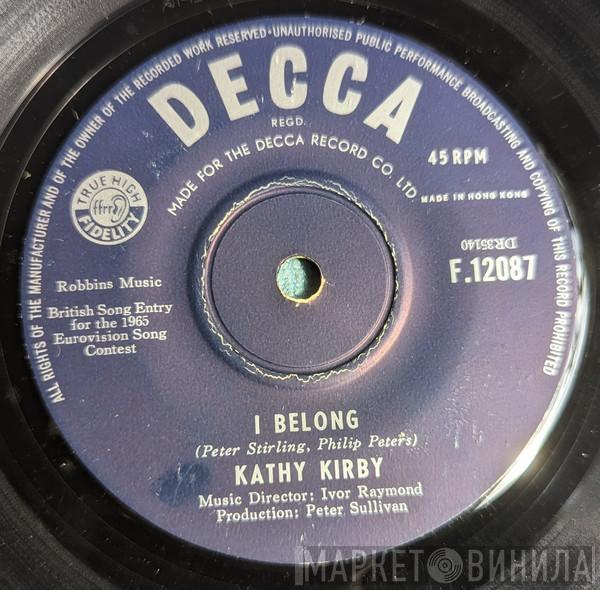 ALL RIGHTS OF THE MANUFACTURER AND OF THE OWNER OF THE RECORDED WORK RESERVED·UNAUTHORISED PUBLIC PERFORMANCE BROADCASTING AND COPYING OF THIS RECORD PROHIBITED
DECCA
REGD.
MADE FOR THE DECCA RECORD CO. LTD.
45 RPM
MADE IN HONG KONG
TRUE HIGH
ffrr
FIDELITY
DR35140
F.12087
Robbins Music
British Song Entry
for the 1965
Eurovision Song
Contest
I BELONG
(Peter Stirling, Philip Peters)
KATHY KIRBY
Music Director; Ivor Raymond
Production; Peter Sullivan
МАРКЕТ ВИНИЛА